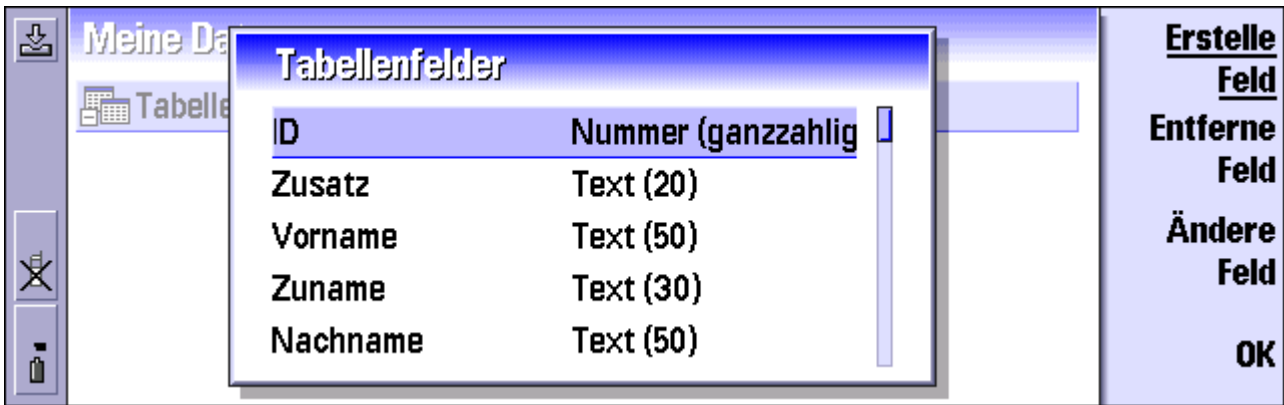 Meine Da
Tabelle
Tabellenfelder
ID Nummer (ganzzahlig
Zusatz Text (20)
Vorname Text (50)
Zuname Text (30)
Nachname Text (50)
Erstelle
Feld
Entferne
Feld
Ändere
Feld
OK